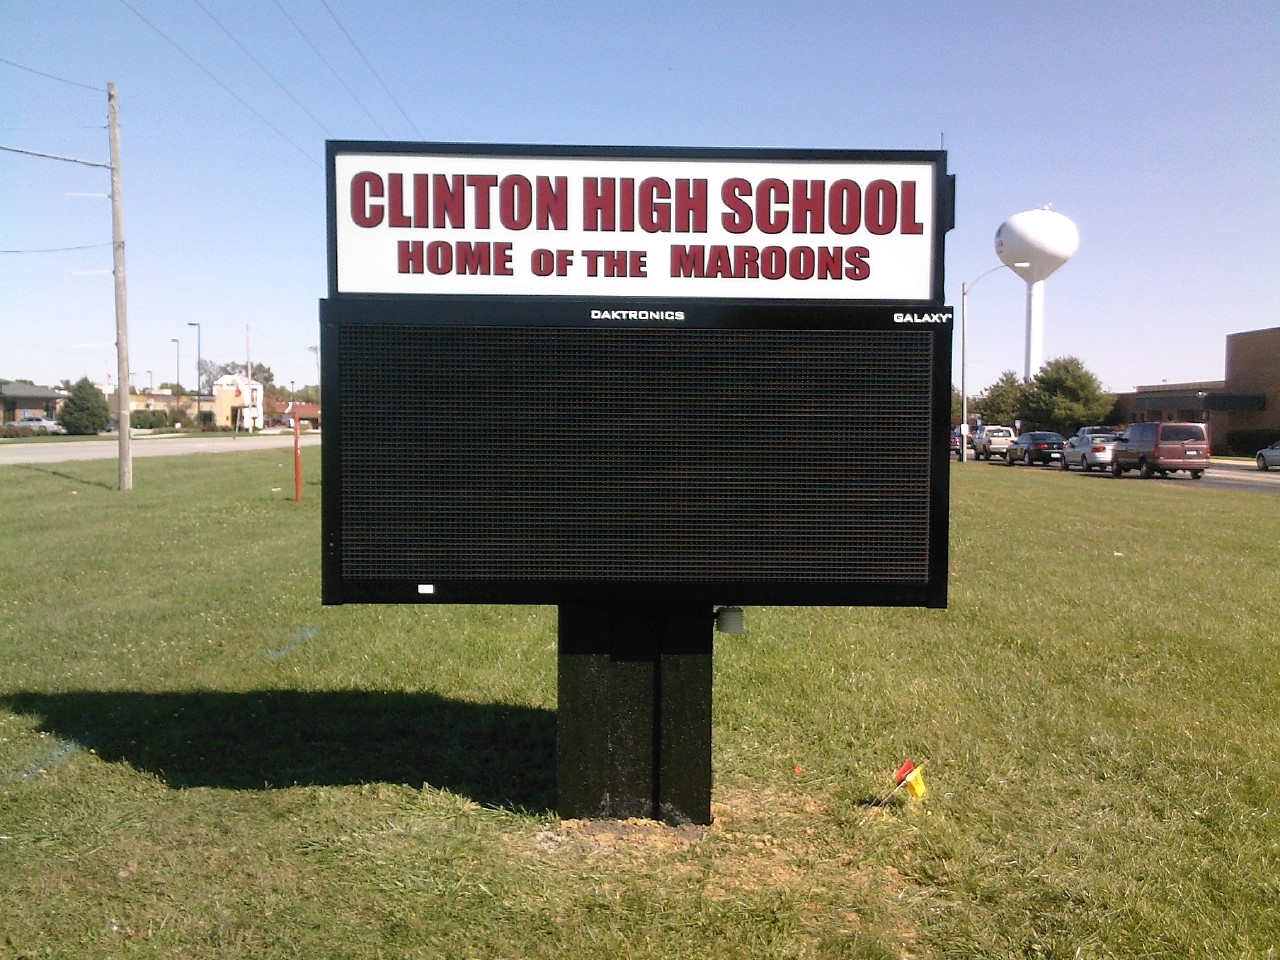 CLINTON HIGH SCHOOL
HOME OF THE MAROONS
DAKTRONICS GALAXY®